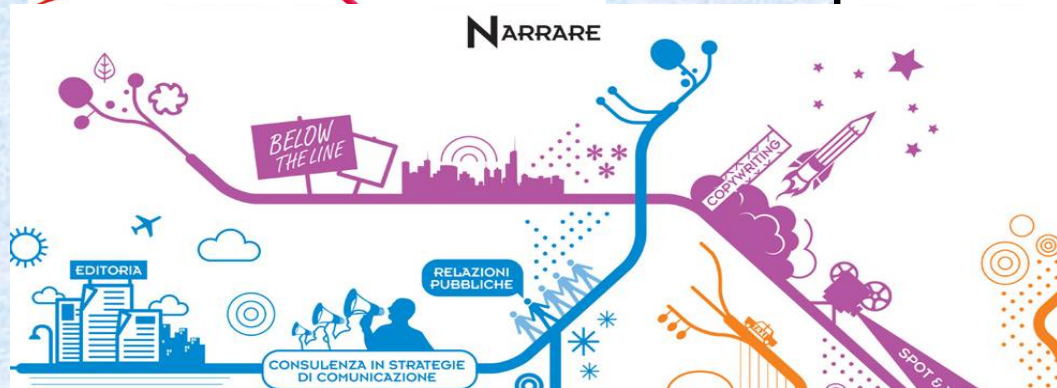 NARRARE
BELOW
THE LINE
COPYWRITING
EDITORIA
RELAZIONI
PUBBLICHE
CONSULENZA IN STRATEGIE
DI COMUNICAZIONE
SPOT &